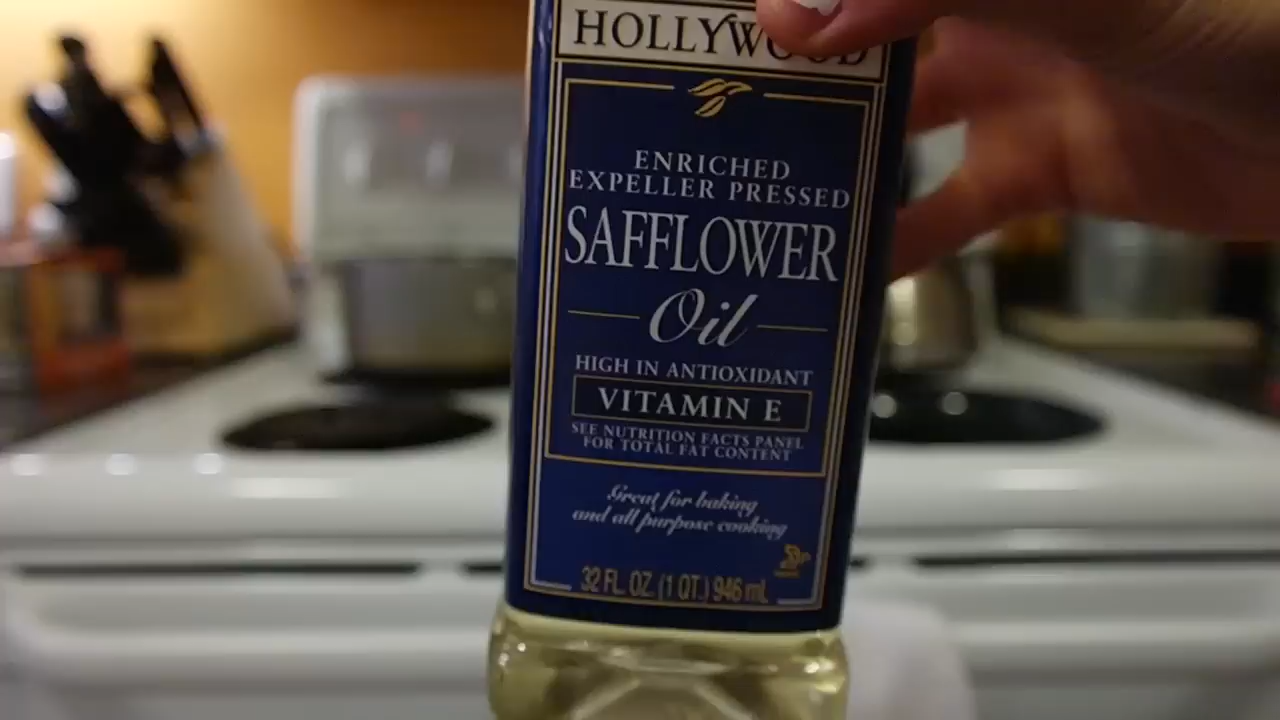 HOLLYWOOD
ENRICHED
EXPELLER PRESSED
SAFFLOWER
Oil
HIGH IN ANTIOXIDANT
VITAMIN E
SEE NUTRITION FACTS PANEL
FOR TOTAL FAT CONTENT
Great for baking
and all purpose cooking
32 FL. OZ. (1 QT.) 946 mL